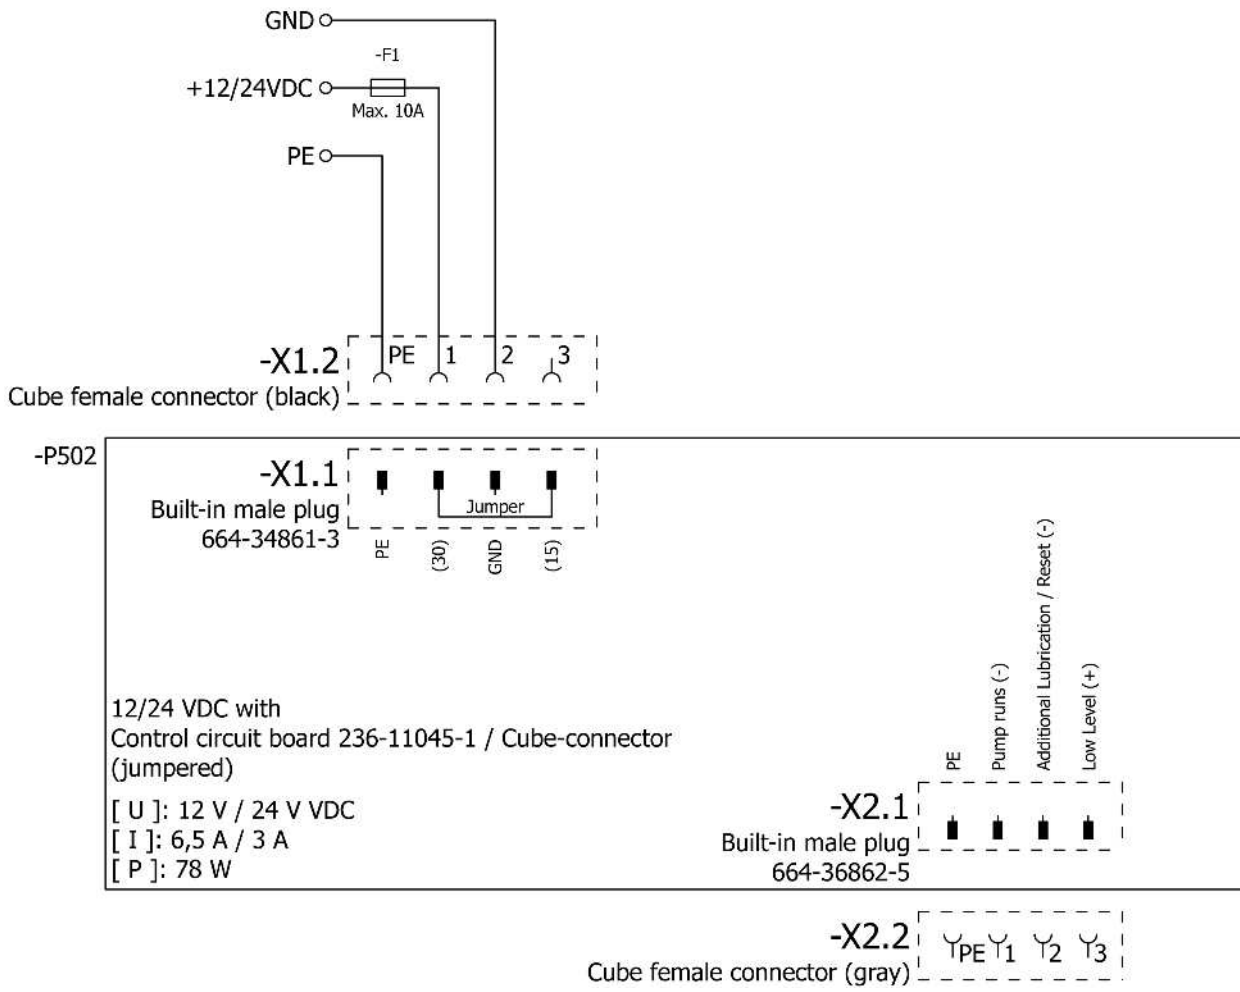 GND
-F1
+12/24VDC
Max. 10A
PE
-X1.2
PE 1 2 3
Cube female connector (black)
-P502
-X1.1
Built-in male plug
664-34861-3
Jumper
PE
(30)
GND
(15)
12/24 VDC with
Control circuit board 236-11045-1 / Cube-connector
(jumpered)
[ U ]: 12 V / 24 V VDC
[ I ]: 6,5 A / 3 A
[ P ]: 78 W
PE
Pump runs (-)
Additional Lubrication / Reset (-)
Low Level (+)
-X2.1
Built-in male plug
664-36862-5
-X2.2
PE 1 2 3
Cube female connector (gray)